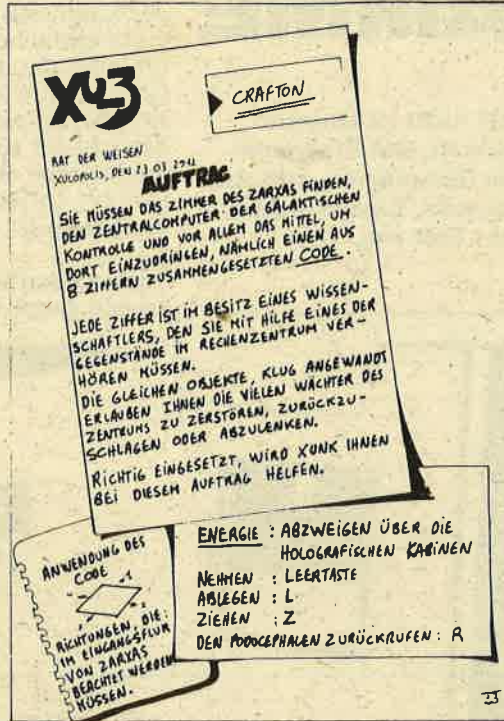 XUL3
CRAFTON
RAT DER WEISEN
XULOPOLIS, DEN 23 03
AUFTRAG
SIE MÜSSEN DAS ZIMMER DES ZARXAS FINDEN,
DEN ZENTRALCOMPUTER DER GALAKTISCHEN
KONTROLLE UND VOR ALLEM DAS MITTEL, UM
DORT EINZUDRINGEN, NÄMLICH EINEN AUS
8 ZIFFERN ZUSAMMENGESETZTEN CODE.
JEDE ZIFFER IST IM BESITZ EINES WISSEN-
SCHAFTLERS, DEN SIE MIT HILFE EINES DER
GEGENSTÄNDE IM RECHENZENTRUM VER-
HÖREN MÜSSEN.
DIE GLEICHEN OBJEKTE, KLUG ANGEWANDT
ERLAUBEN IHNEN DIE VIELEN WÄCHTER DES
ZENTRUMS ZU ZERSTÖREN, ZURÜCKZU-
SCHLAGEN ODER ABZULENKEN.
RICHTIG EINGESETZT, WIRD XUNK IHNEN
BEI DIESEM AUFTRAG HELFEN.
ENERGIE : ABZWEIGEN ÜBER DIE
HOLOGRAFISCHEN KABINEN
NEHMEN : LEERTASTE
ABLEGEN : L
ZIEHEN : Z
DEN PODOCEPHALEN ZURÜCKRUFEN : R
ANWENDUNG DES
CODE
RICHTUNGEN, DIE
IM EINGANGSFLUR
VON ZARXAS
BEACHTET WERDEN
MÜSSEN.